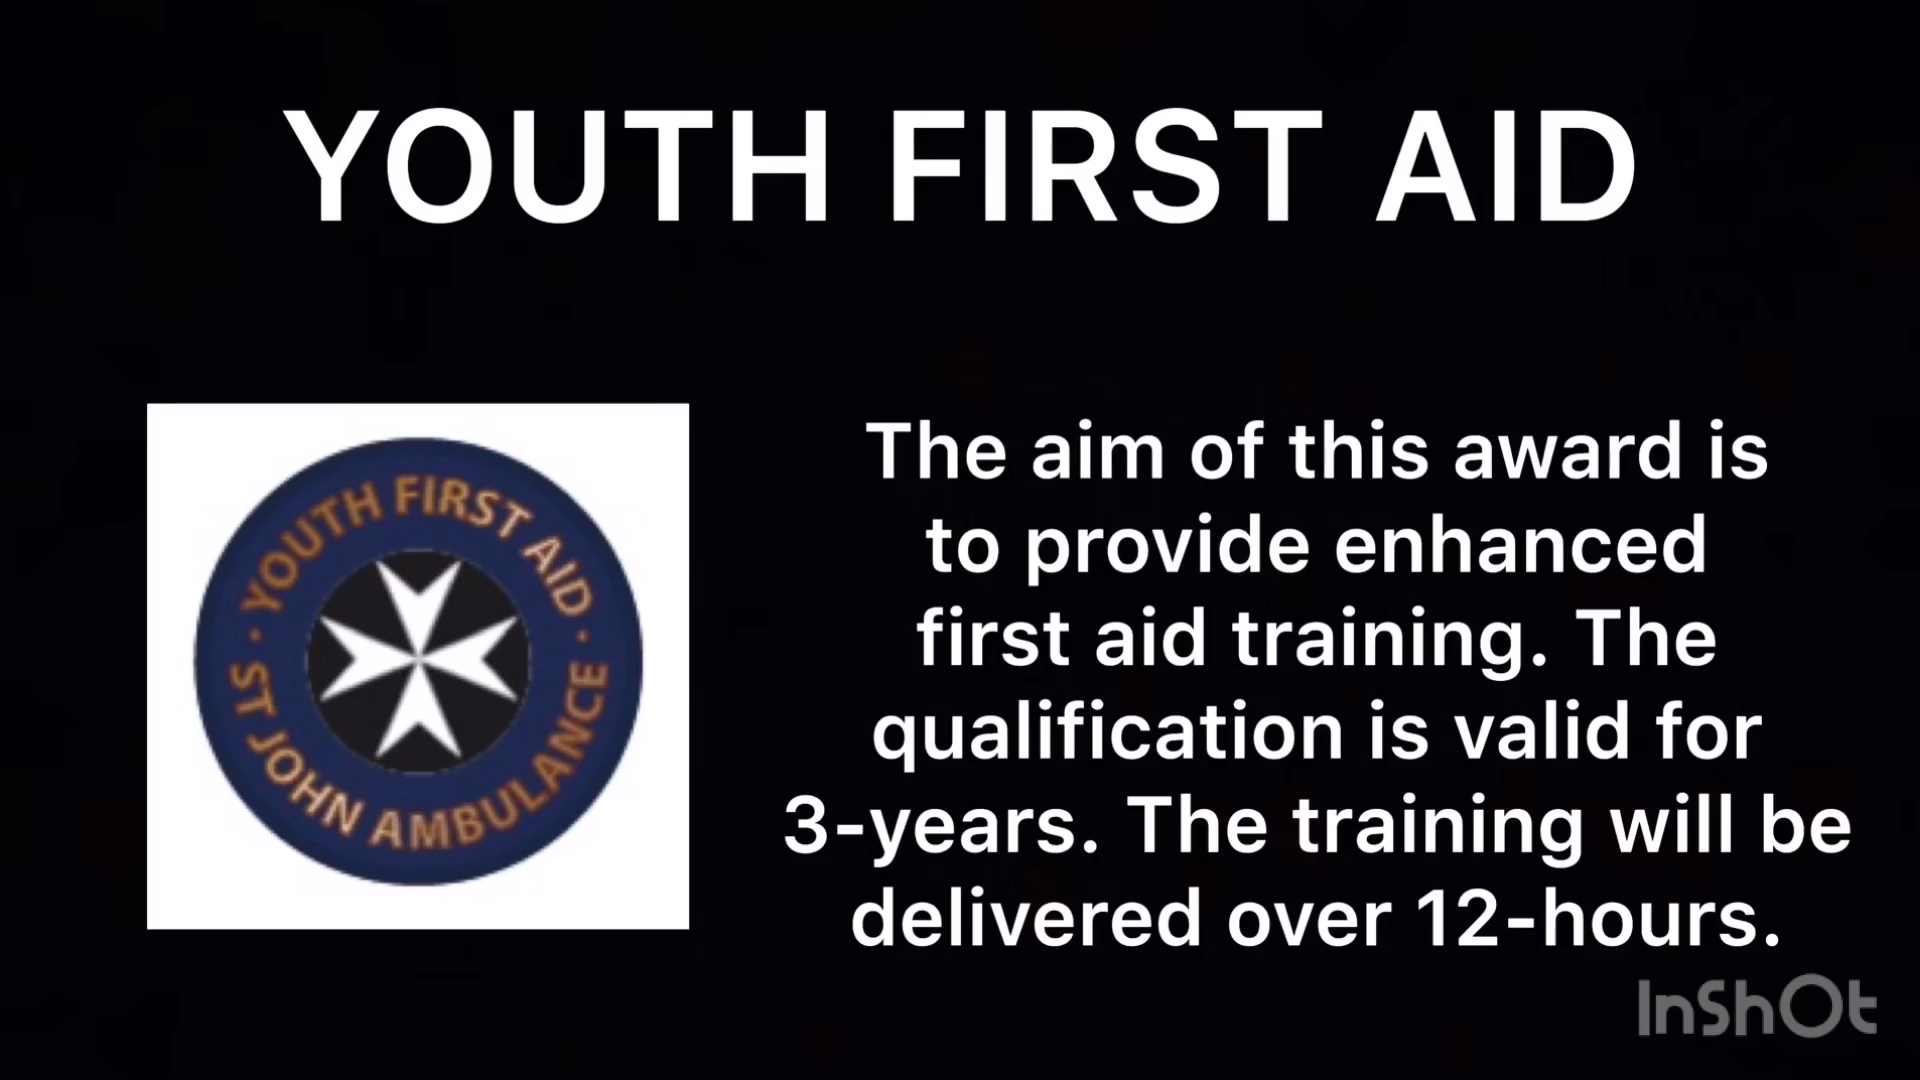 YOUTH FIRST AID
· YOUTH FIRST AID ·
ST JOHN AMBULANCE
The aim of this award is
to provide enhanced
first aid training. The
qualification is valid for
3-years. The training will be
delivered over 12-hours.
InShOt